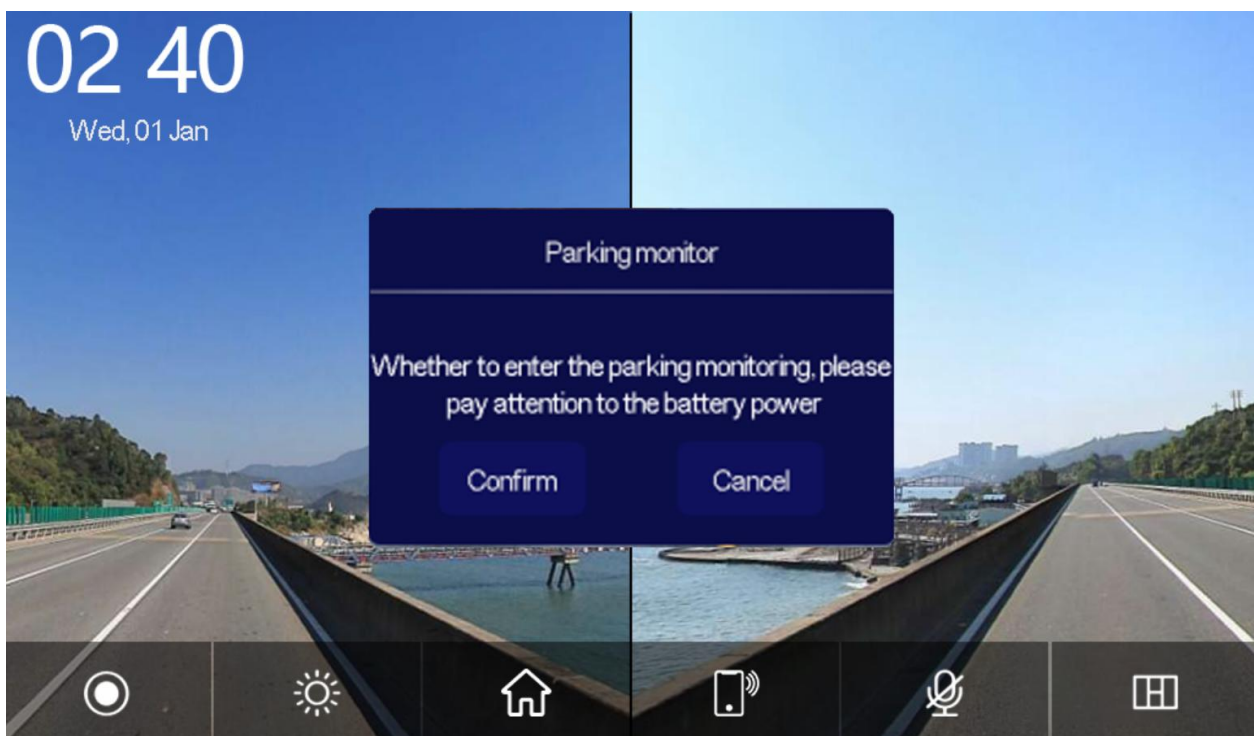 02 40
Wed, 01 Jan
Parking monitor
Whether to enter the parking monitoring, please
pay attention to the battery power
Confirm
Cancel